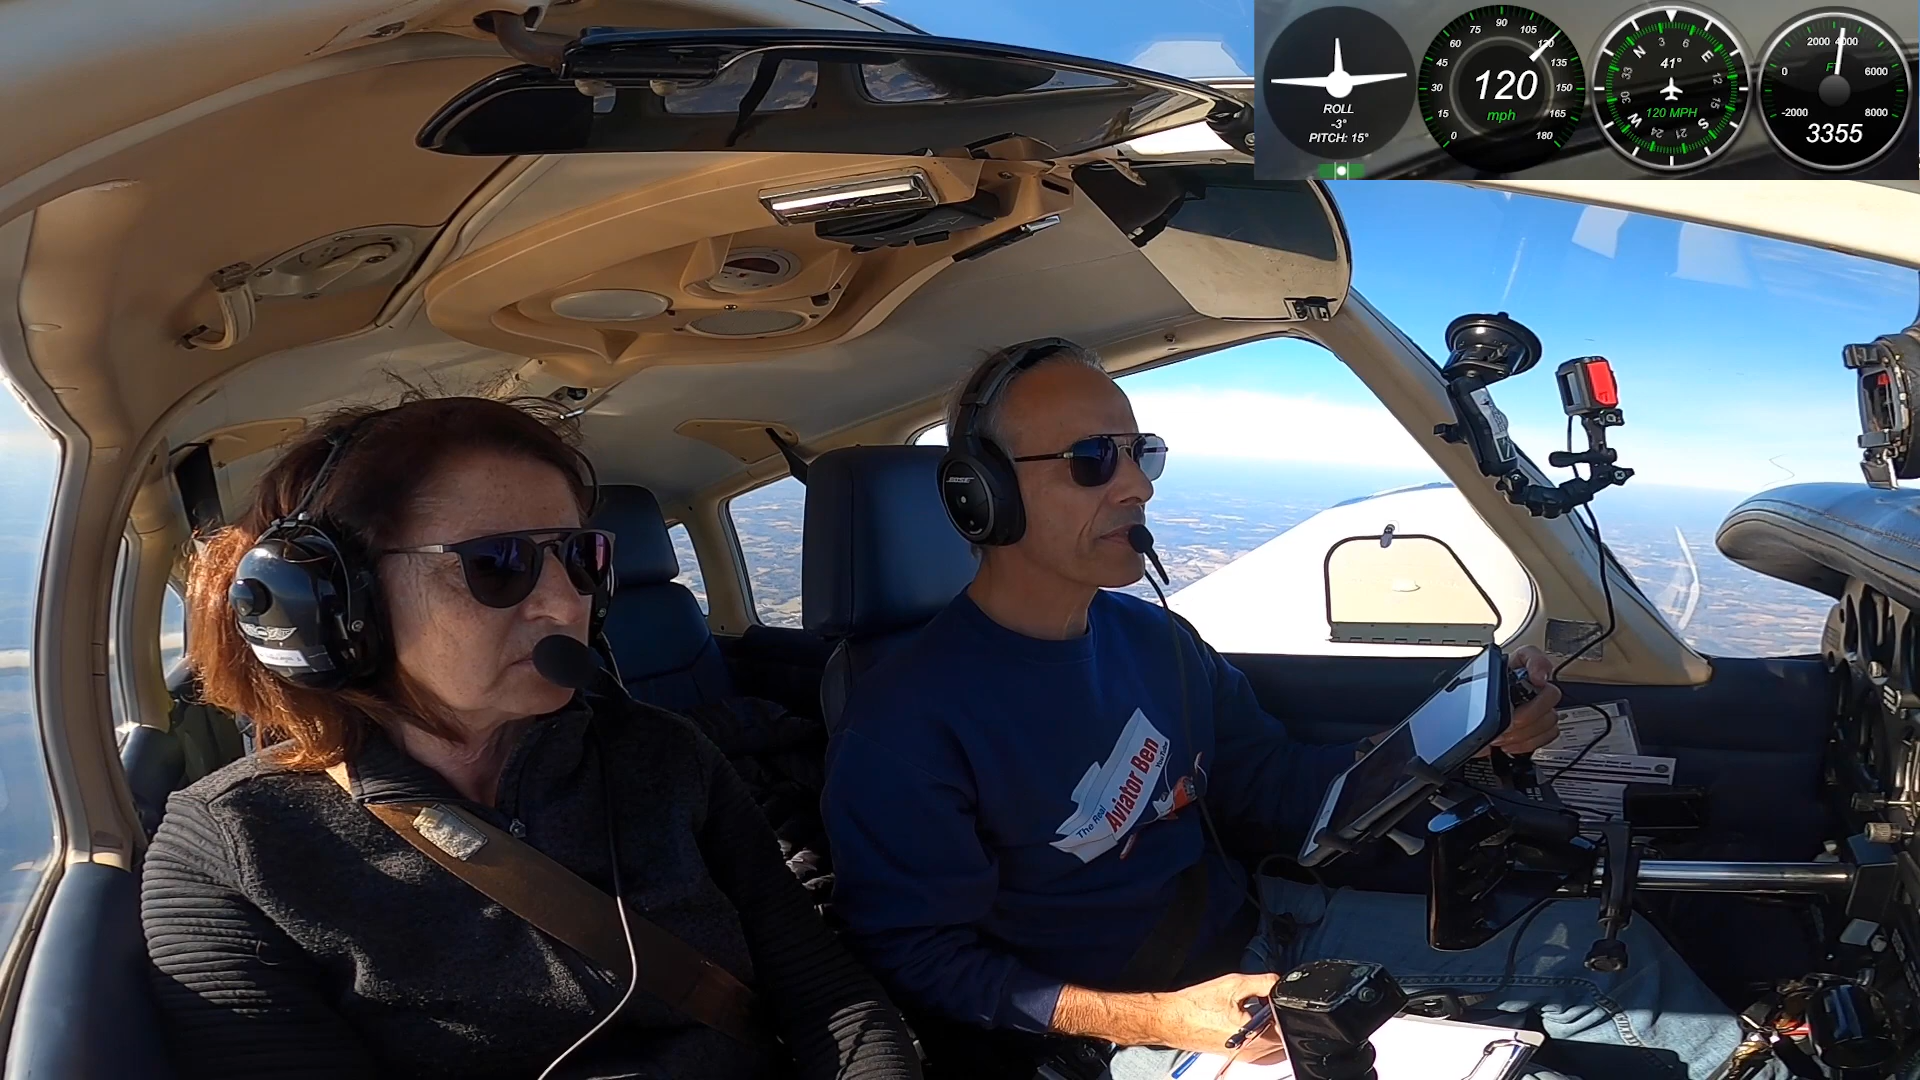 ROLL
-3°
PITCH: 15°
0
15
30
45
60
75
90
105
120
135
150
165
180
120
mph
N
3
6
E
12
15
S
21
24
W
30
33
41°
120 MPH
-2000
0
2000
4000
6000
8000
3355
BOSE
The Real
Aviator Ben
YouTube